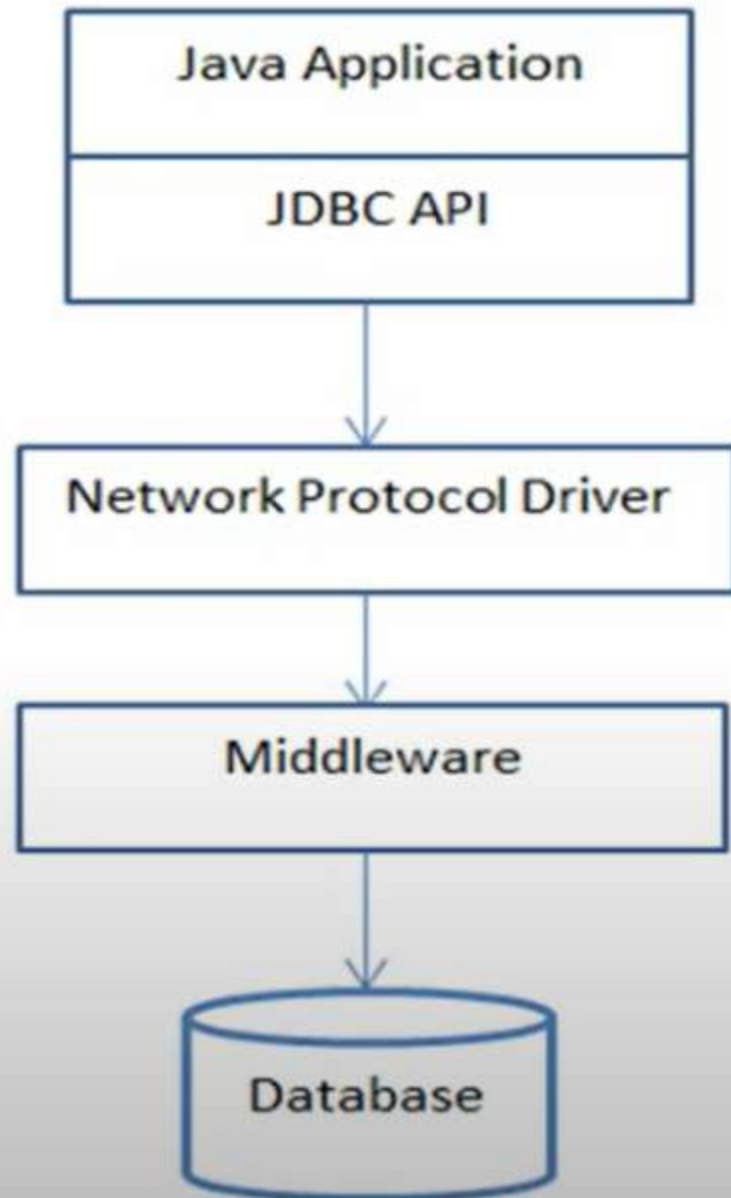 Java Application
JDBC API
Network Protocol Driver
Middleware
Database